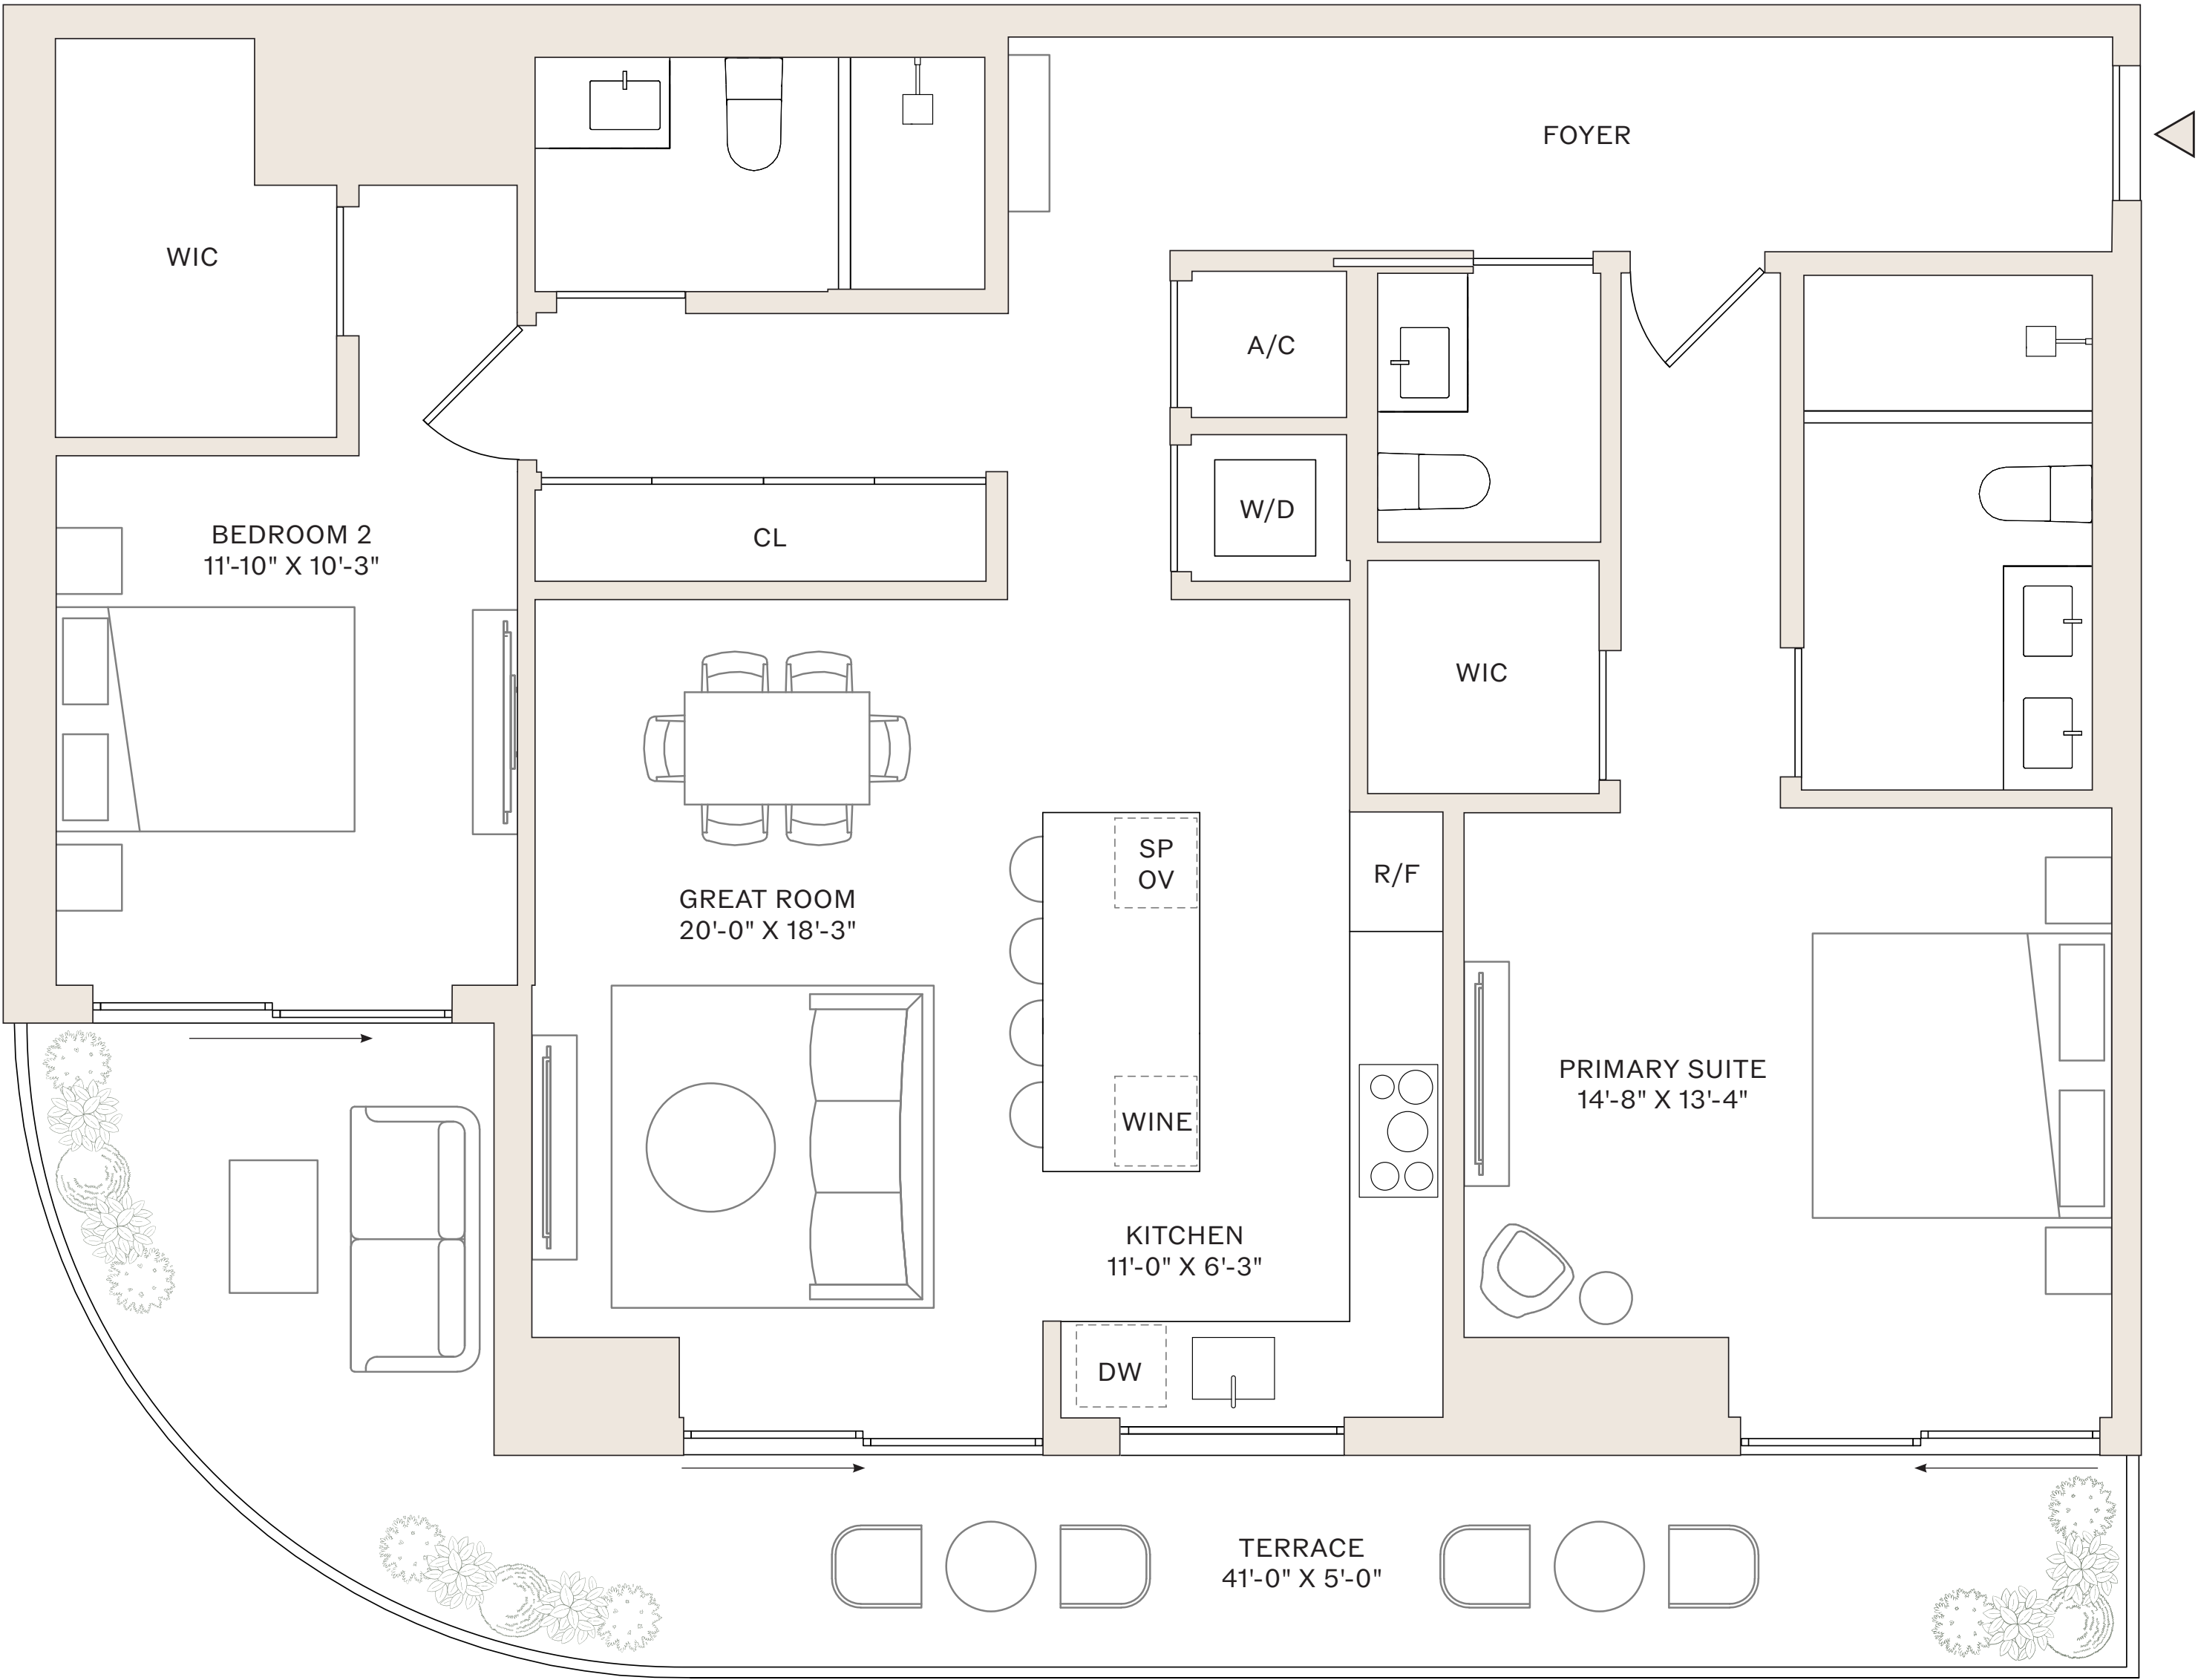 FOYER
WIC
A/C
W/D
CL
BEDROOM 2
11'-10" X 10'-3"
WIC
SP
OV
R/F
GREAT ROOM
20'-0" X 18'-3"
PRIMARY SUITE
14'-8" X 13'-4"
WINE
KITCHEN
11'-0" X 6'-3"
DW
TERRACE
41'-0" X 5'-0"